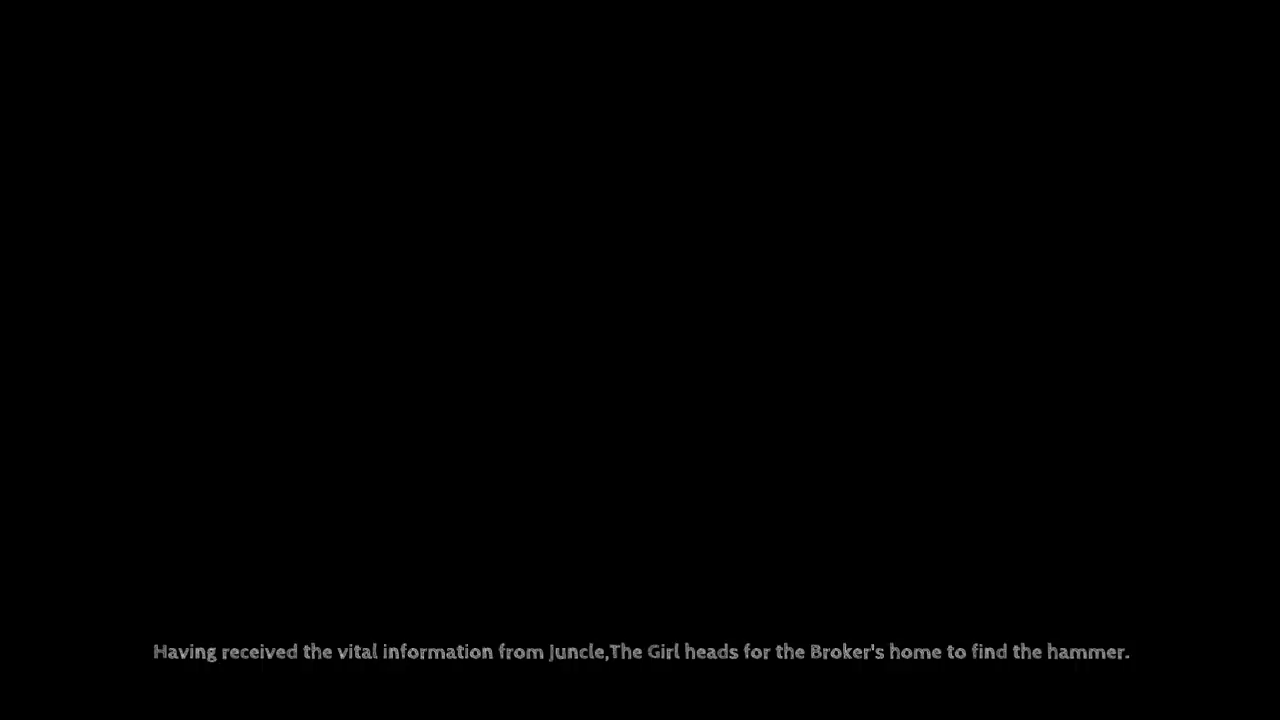 Having received the vital information from Juncle,The Girl heads for the Broker's home to find the hammer.